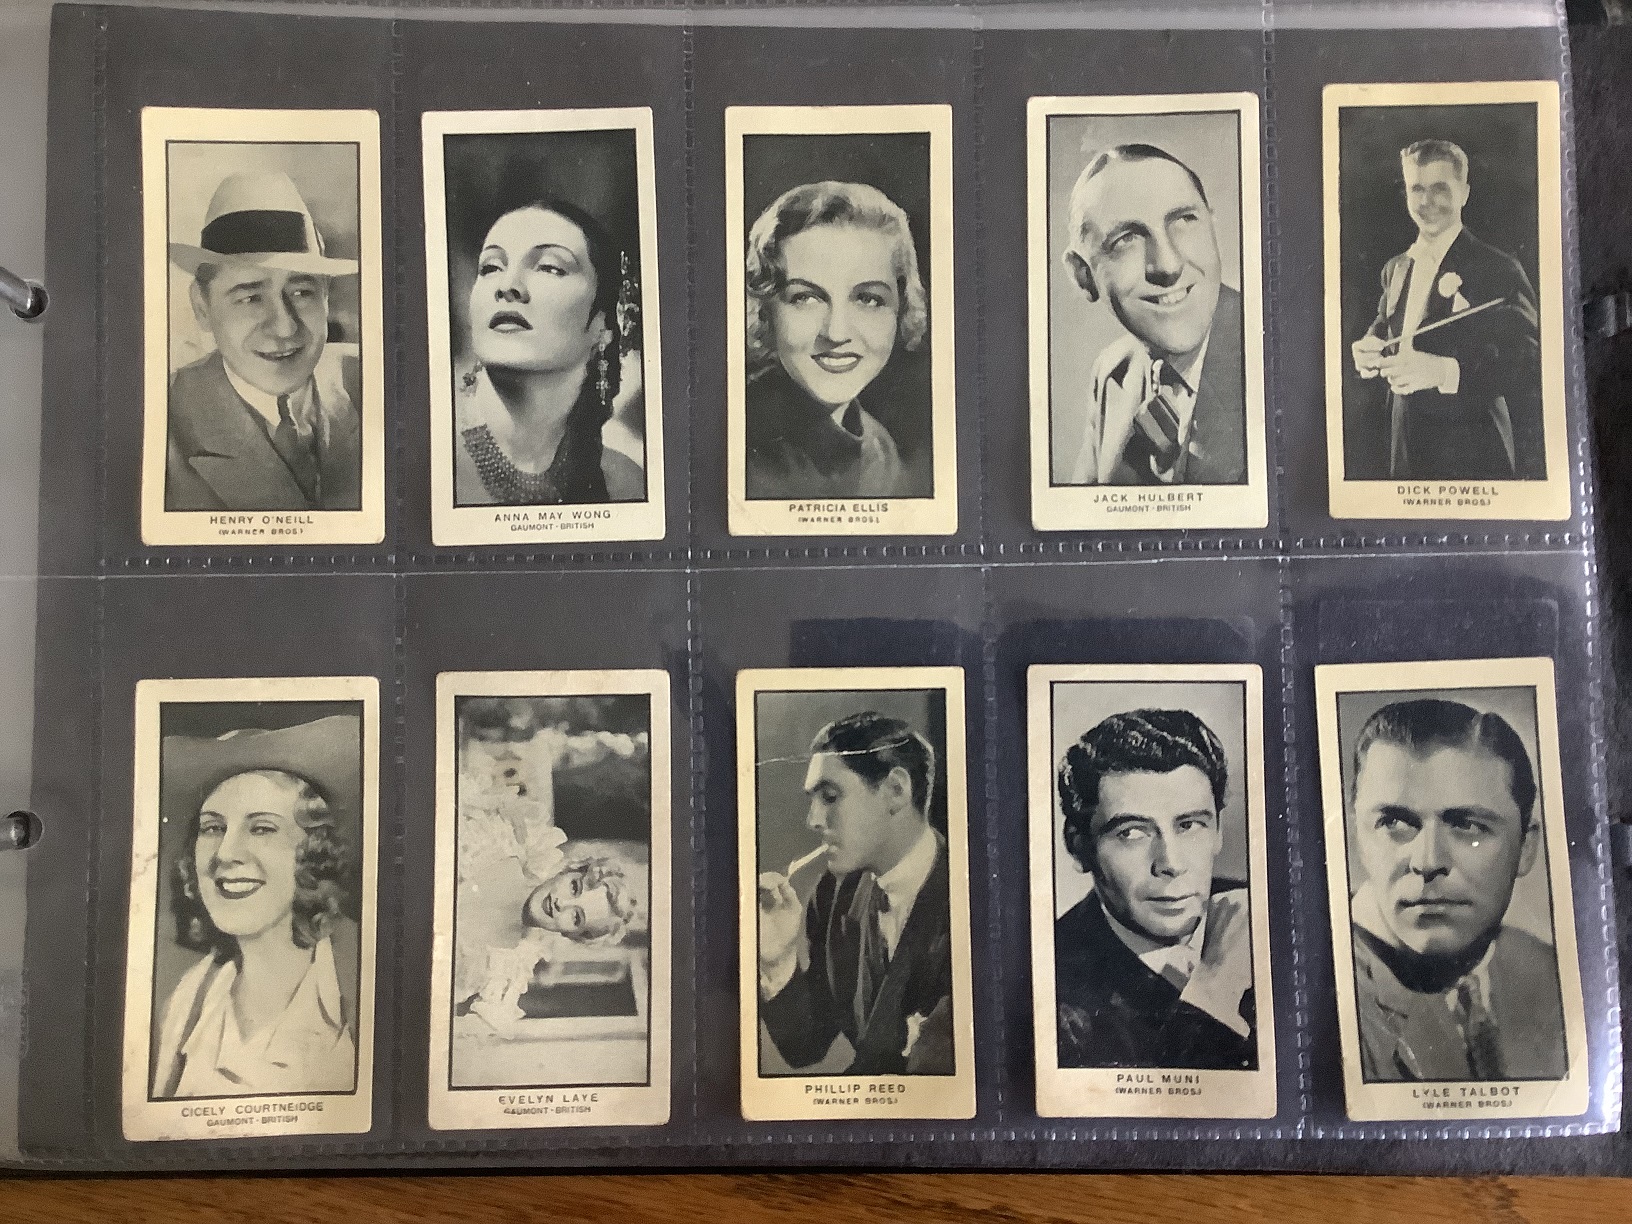 HENRY O'NEILL
(WARNER BROS.)
ANNA MAY WONG
GAUMONT-BRITISH
PATRICIA ELLIS
(WARNER BROS.)
JACK HULBERT
GAUMONT-BRITISH
DICK POWELL
(WARNER BROS.)
CICELY COURTNEIDGE
GAUMONT-BRITISH
EVELYN LAYE
GAUMONT-BRITISH
PHILLIP REED
(WARNER BROS.)
PAUL MUNI
(WARNER BROS.)
LYLE TALBOT
(WARNER BROS.)